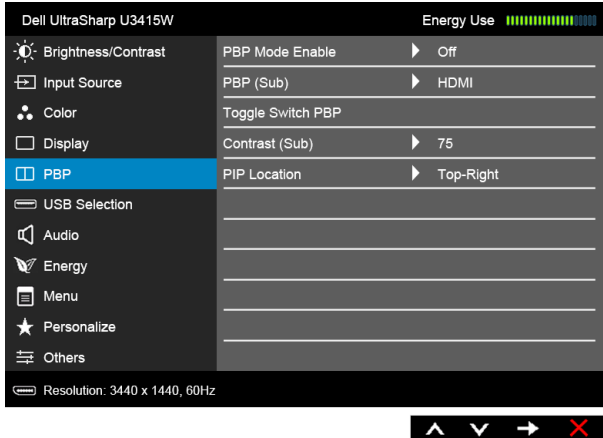 Dell UltraSharp U3415W Energy Use
Brightness/Contrast PBP Mode Enable Off
Input Source PBP (Sub) HDMI
Color Toggle Switch PBP
Display Contrast (Sub) 75
PBP PIP Location Top-Right
USB Selection
Audio
Energy
Menu
Personalize
Others
Resolution: 3440 x 1440, 60Hz